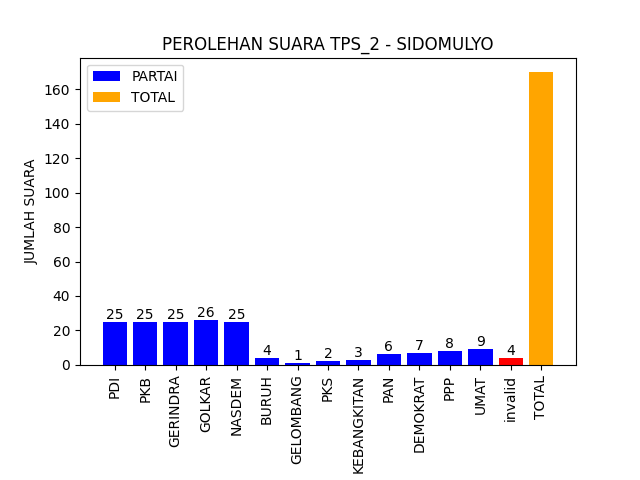 PEROLEHAN SUARA TPS_2 - SIDOMULYO
PARTAI
TOTAL
JUMLAH SUARA
160
140
120
100
80
60
40
20
0
25 25 25 26 25 4 1 2 3 6 7 8 9 4
PDI
PKB
GERINDRA
GOLKAR
NASDEM
BURUH
GELOMBANG
PKS
KEBANGKITAN
PAN
DEMOKRAT
PPP
UMAT
invalid
TOTAL